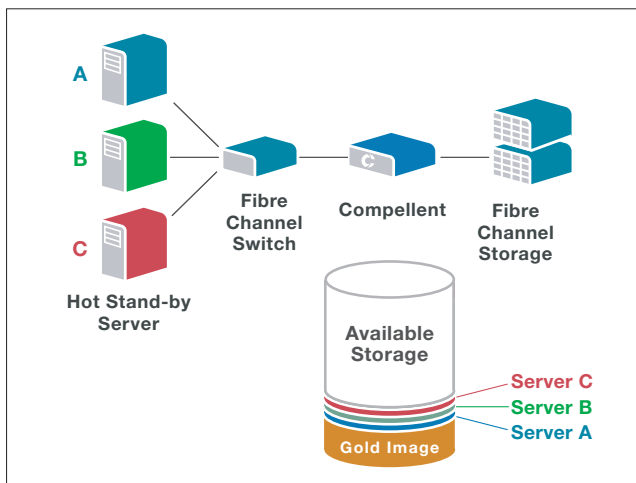 A
B
C
Hot Stand-by
Server
Fibre
Channel
Switch
C
Compellent
Fibre
Channel
Storage
Available
Storage
Server C
Server B
Server A
Gold Image